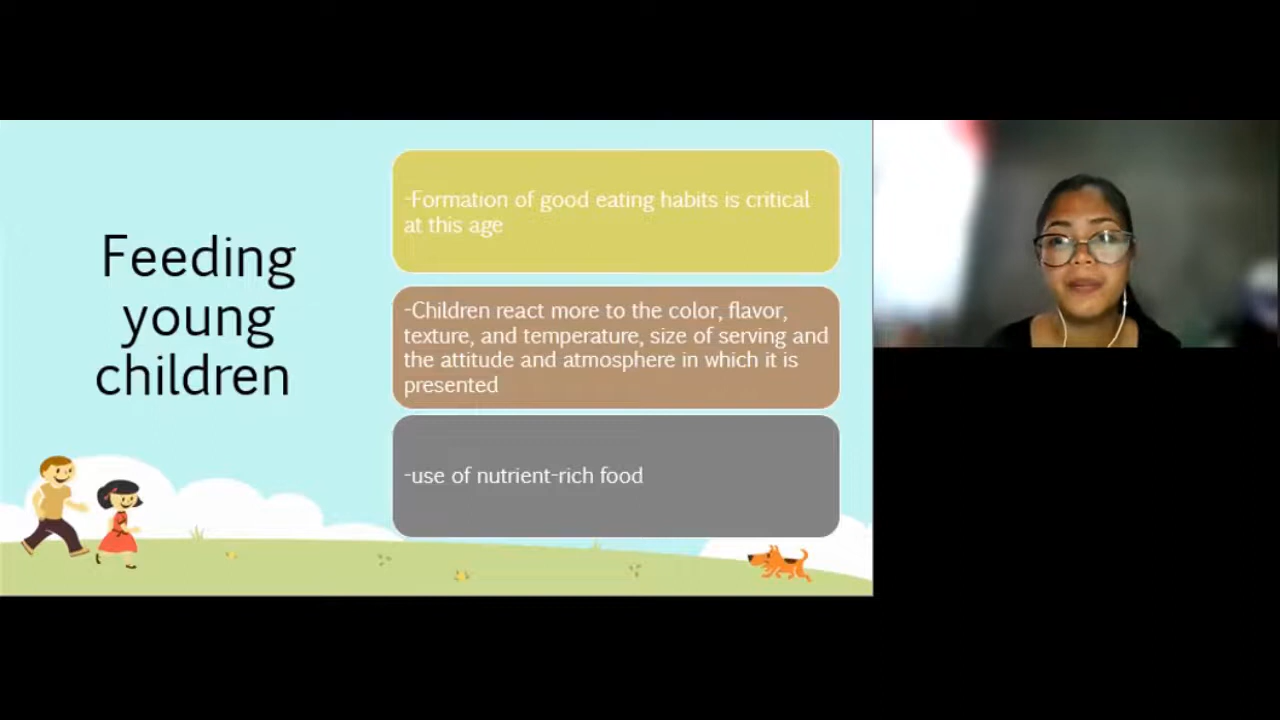 Feeding
young
children
-Formation of good eating habits is critical
at this age
-Children react more to the color, flavor,
texture, and temperature, size of serving and
the attitude and atmosphere in which it is
presented
-use of nutrient-rich food